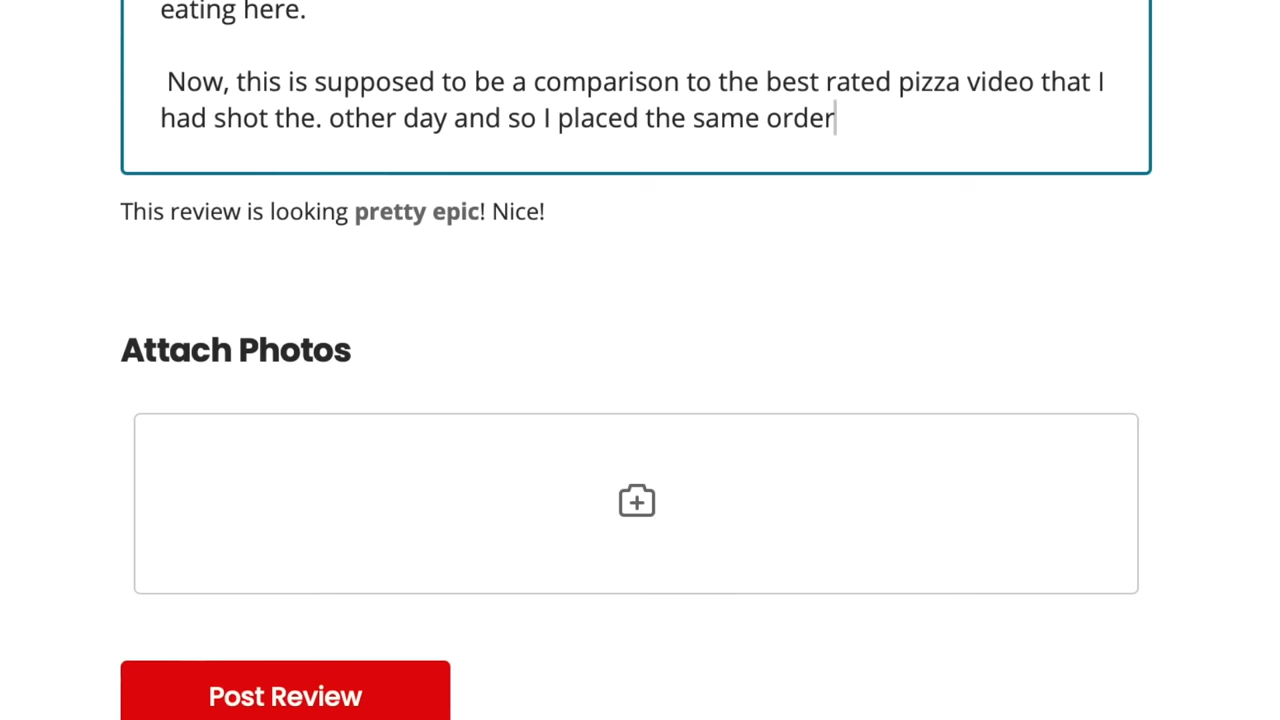 eating here.
Now, this is supposed to be a comparison to the best rated pizza video that I
had shot the. other day and so I placed the same order
This review is looking pretty epic! Nice!
Attach Photos
Post Review